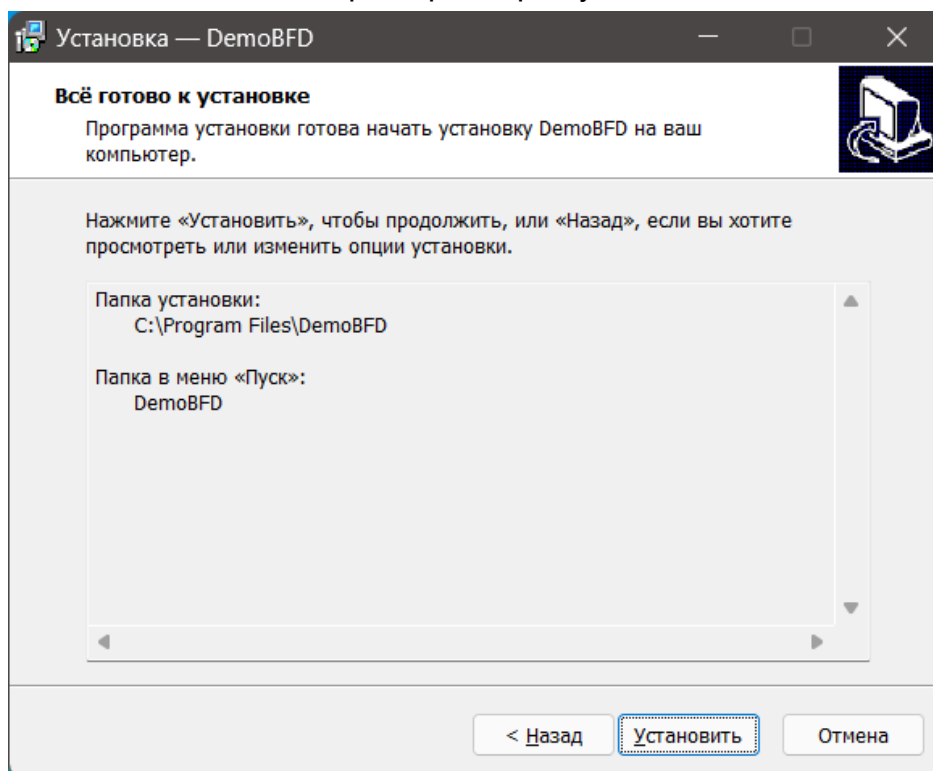 Установка — DemoBFD
Всё готово к установке
Программа установки готова начать установку DemoBFD на ваш
компьютер.
Нажмите «Установить», чтобы продолжить, или «Назад», если вы хотите
просмотреть или изменить опции установки.
Папка установки:
C:\Program Files\DemoBFD
Папка в меню «Пуск»:
DemoBFD
< Назад
Установить
Отмена